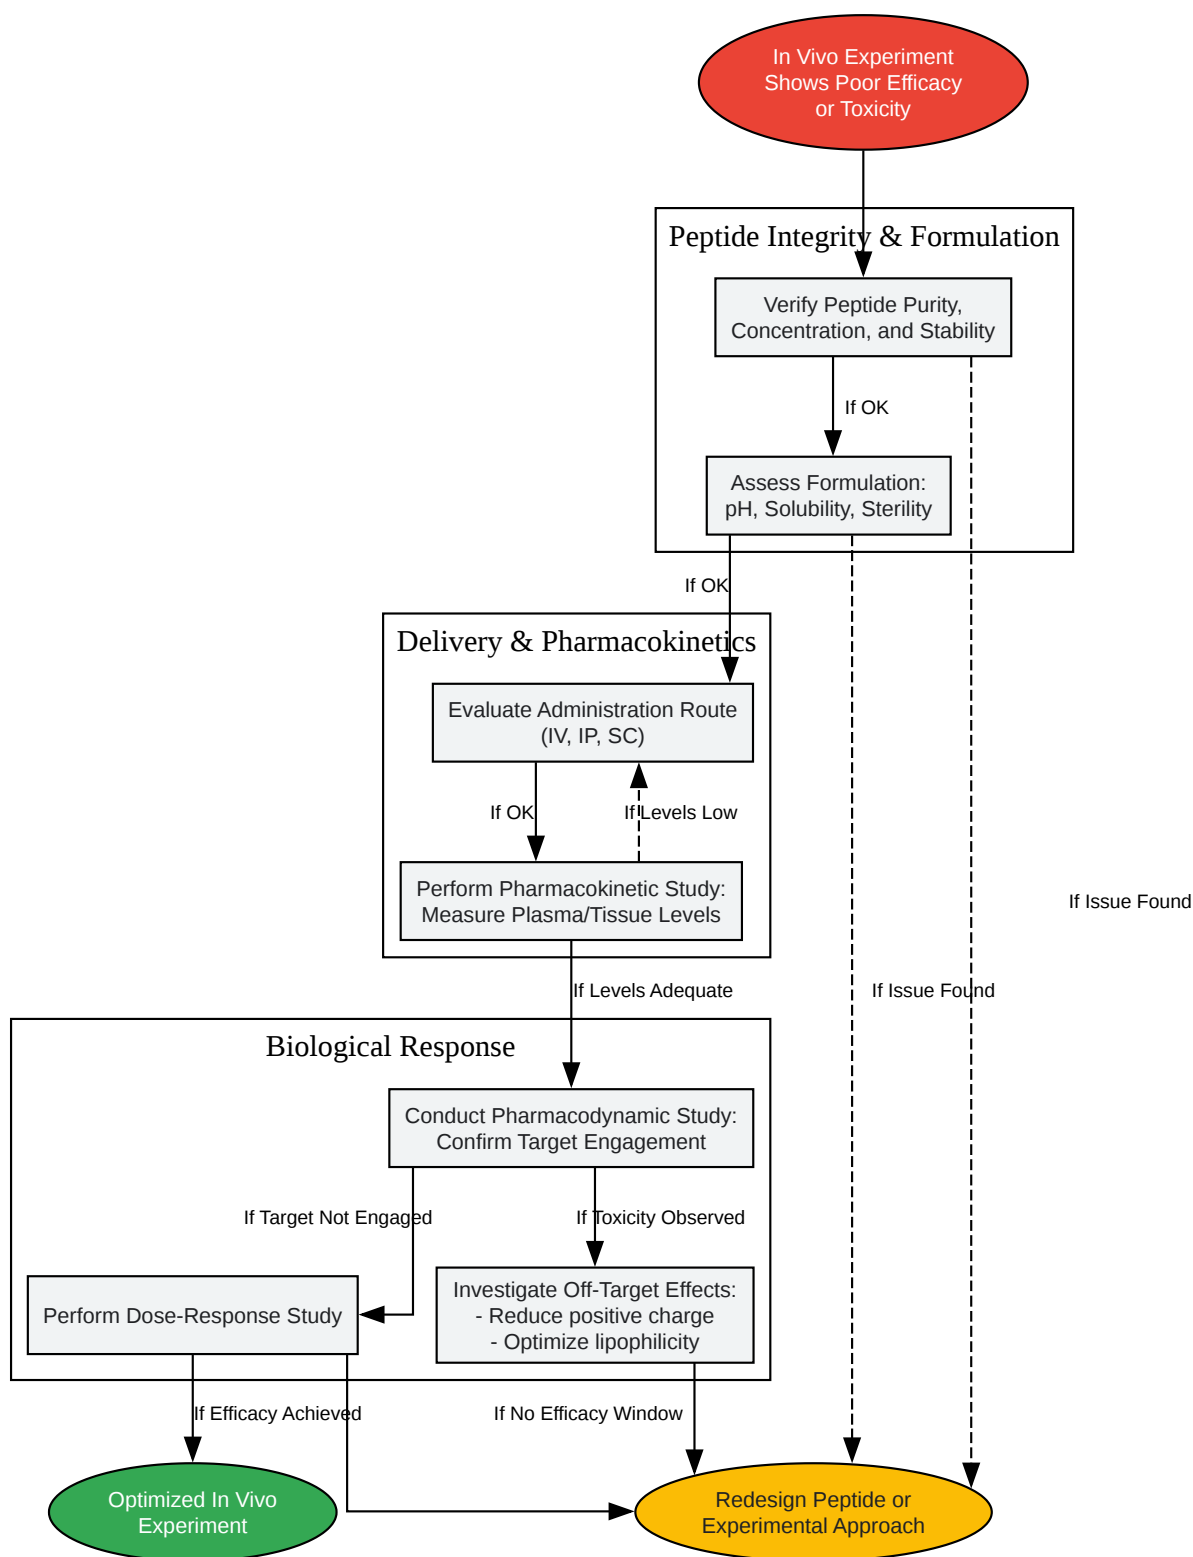 In Vivo Experiment
Shows Poor Efficacy
or Toxicity
Peptide Integrity & Formulation
Verify Peptide Purity,
Concentration, and Stability
If OK
Assess Formulation:
pH, Solubility, Sterility
If OK
Delivery & Pharmacokinetics
Evaluate Administration Route
(IV, IP, SC)
If OK
If Levels Low
Perform Pharmacokinetic Study:
Measure Plasma/Tissue Levels
If Issue Found
If Levels Adequate
If Issue Found
Biological Response
Conduct Pharmacodynamic Study:
Confirm Target Engagement
If Target Not Engaged
If Toxicity Observed
Perform Dose-Response Study
Investigate Off-Target Effects:
- Reduce positive charge
- Optimize lipophilicity
If Efficacy Achieved
If No Efficacy Window
Optimized In Vivo
Experiment
Redesign Peptide or
Experimental Approach